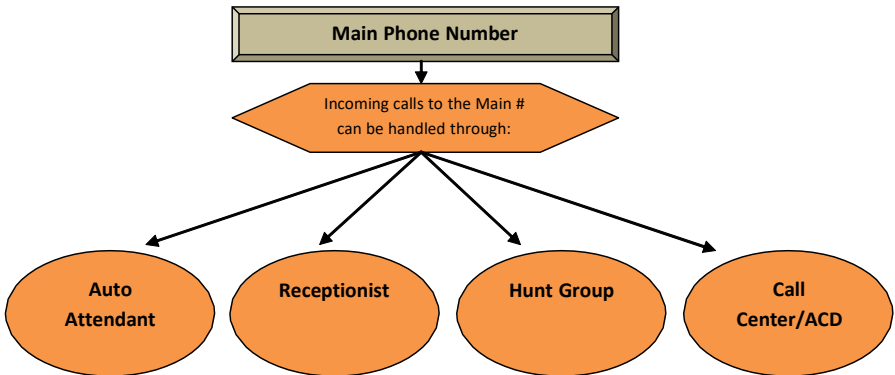 Main Phone Number
Incoming calls to the Main #
can be handled through:
Auto
Attendant
Receptionist
Hunt Group
Call
Center/ACD